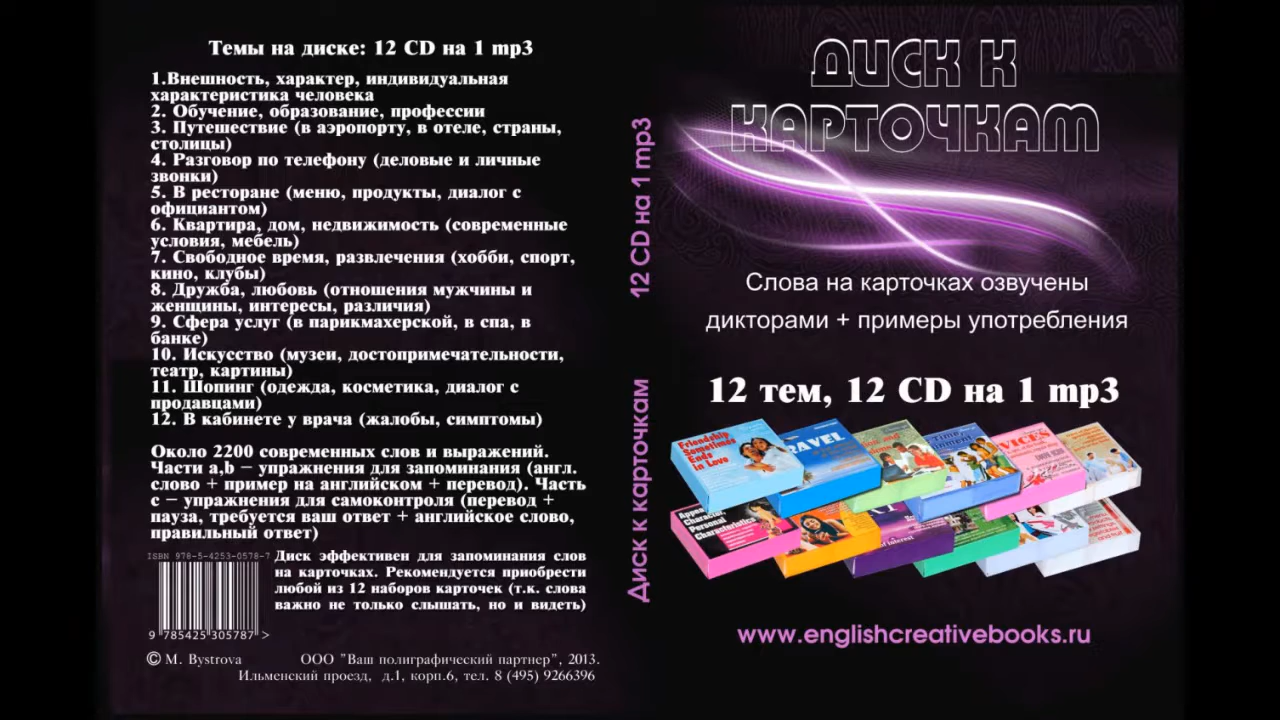 Темы на диске: 12 CD на 1 mp3
1.Внешность, характер, индивидуальная
характеристика человека
2. Обучение, образование, профессии
3. Путешествие (в аэропорту, в отеле, страны,
столицы)
4. Разговор по телефону (деловые и личные
звонки)
5. В ресторане (меню, продукты, диалог с
официантом)
6. Квартира, дом, недвижимость (современные
условия, мебель)
7. Свободное время, развлечения (хобби, спорт,
кино, клубы)
8. Дружба, любовь (отношения мужчины и
женщины, интересы, различия)
9. Сфера услуг (в парикмахерской, в спа, в
банке)
10. Искусство (музеи, достопримечательности,
театр, картины)
11. Шопинг (одежда, косметика, диалог с
продавцами)
12. В кабинете у врача (жалобы, симптомы)
Около 2200 современных слов и выражений.
Части a,b – упражнения для запоминания (англ.
слово + пример на английском + перевод). Часть
с – упражнения для самоконтроля (перевод +
пауза, требуется ваш ответ + английское слово,
правильный ответ)
ISBN 978-5-4253-0578-7
Диск эффективен для запоминания слов
на карточках. Рекомендуется приобрести
любой из 12 наборов карточек (т.к. слова
важно не только слышать, но и видеть)
9 785425 305787 >
© M. Bystrova
ООО "Ваш полиграфический партнер", 2013.
Ильменский проезд, д.1, корп.6, тел. 8 (495) 9266396
Диск к карточкам 12 CD на 1 mp3
ДИСК К
КАРТОЧКАМ
Слова на карточках озвучены
дикторами + примеры употребления
12 тем, 12 CD на 1 mp3
Friendship
Sometimes
Ends
in Love
Character,
Personal
Characteristics
www.englishcreativebooks.ru